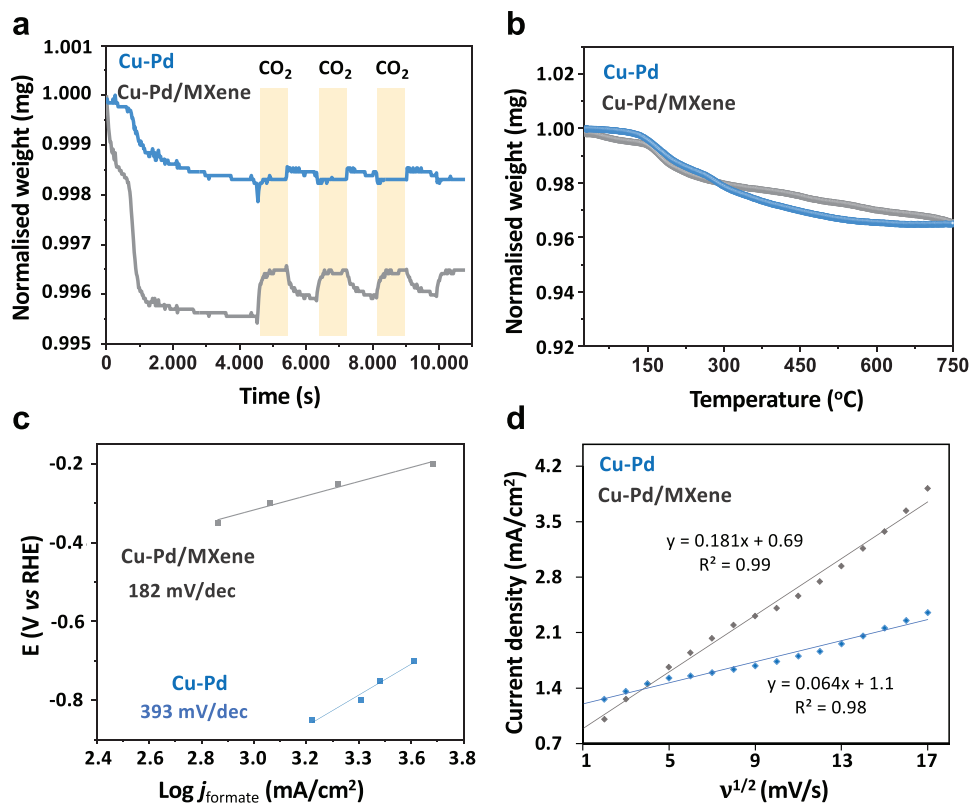 a
1.001
1.000
0.999
0.998
0.997
0.996
0.995
Normalised weight (mg)
Cu-Pd
Cu-Pd/MXene
CO₂ CO₂ CO₂
0 2.000 4.000 6.000 8.000 10.000
Time (s)
b
1.02
1.00
0.98
0.96
0.94
0.92
Normalised weight (mg)
Cu-Pd
Cu-Pd/MXene
150 300 450 600 750
Temperature (ᵒC)
c
-0.2
-0.4
-0.6
-0.8
E (V vs RHE)
Cu-Pd/MXene
182 mV/dec
Cu-Pd
393 mV/dec
2.4 2.7 3.0 3.3 3.6 3.8
Log jformate (mA/cm²)
d
4.2
3.5
2.8
2.1
1.4
0.7
Current density (mA/cm²)
Cu-Pd
Cu-Pd/MXene
y = 0.181x + 0.69
R² = 0.99
y = 0.064x + 1.1
R² = 0.98
1 5 9 13 17
ν¹/² (mV/s)